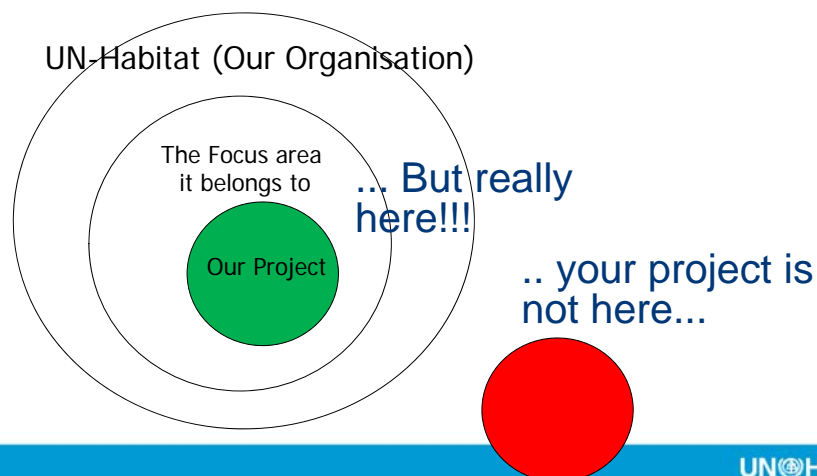 UN-Habitat (Our Organisation)
The Focus area
it belongs to
... But really
here!!!
Our Project
.. your project is
not here...
UN H